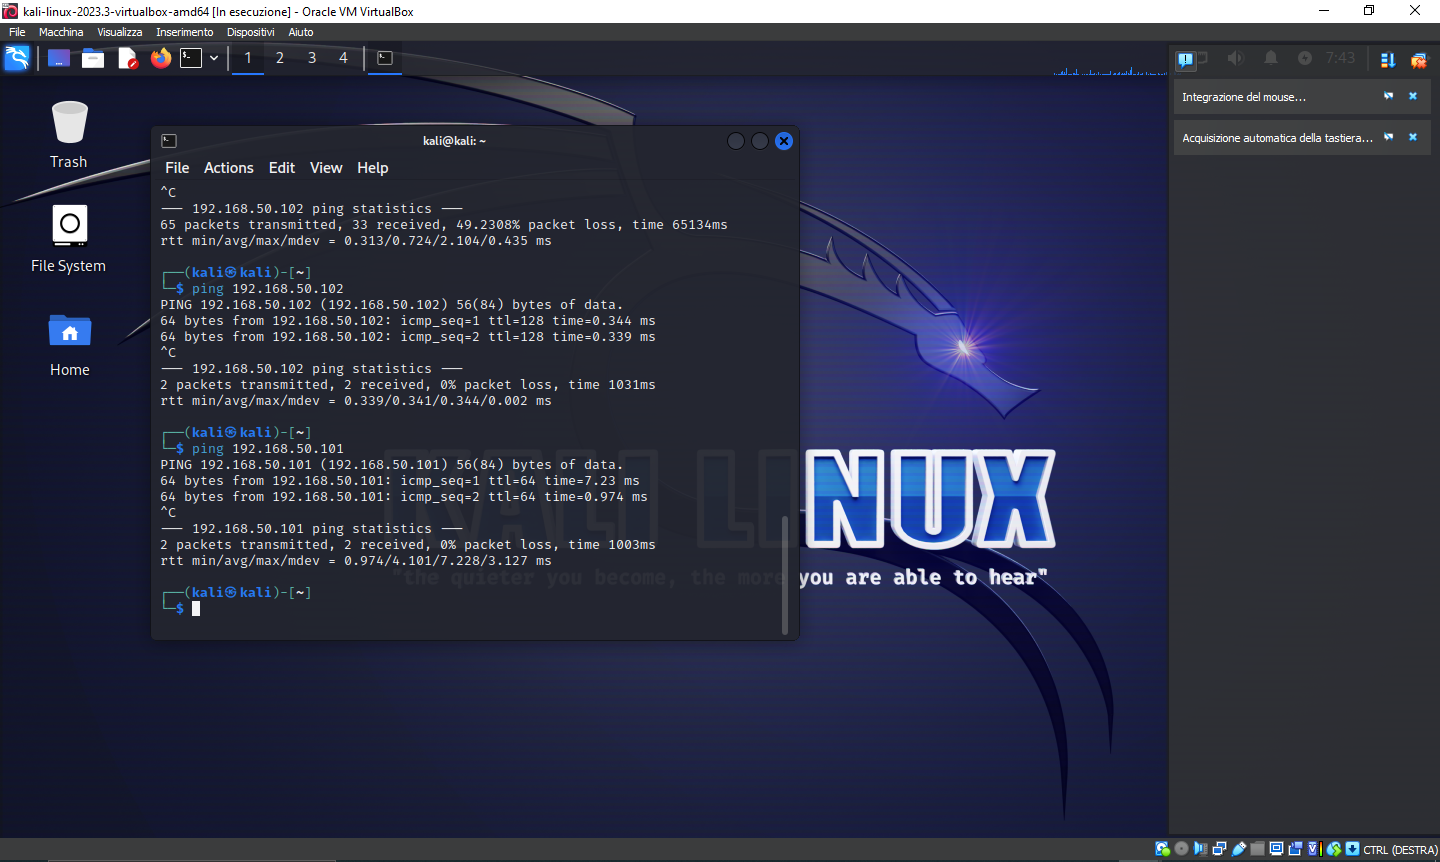 kali-linux-2023.3-virtualbox-amd64 [In esecuzione] - Oracle VM VirtualBox
File Macchina Visualizza Inserimento Dispositivi Aiuto
1 2 3 4
7:43
Integrazione del mouse...
Acquisizione automatica della tastiera...
Trash
File System
Home
kali@kali: ~
File Actions Edit View Help
^C
--- 192.168.50.102 ping statistics ---
65 packets transmitted, 33 received, 49.2308% packet loss, time 65134ms
rtt min/avg/max/mdev = 0.313/0.724/2.104/0.435 ms
┌──(kali㉿kali)-[~]
└─$ ping 192.168.50.102
PING 192.168.50.102 (192.168.50.102) 56(84) bytes of data.
64 bytes from 192.168.50.102: icmp_seq=1 ttl=128 time=0.344 ms
64 bytes from 192.168.50.102: icmp_seq=2 ttl=128 time=0.339 ms
^C
--- 192.168.50.102 ping statistics ---
2 packets transmitted, 2 received, 0% packet loss, time 1031ms
rtt min/avg/max/mdev = 0.339/0.341/0.344/0.002 ms
┌──(kali㉿kali)-[~]
└─$ ping 192.168.50.101
PING 192.168.50.101 (192.168.50.101) 56(84) bytes of data.
64 bytes from 192.168.50.101: icmp_seq=1 ttl=64 time=7.23 ms
64 bytes from 192.168.50.101: icmp_seq=2 ttl=64 time=0.974 ms
^C
--- 192.168.50.101 ping statistics ---
2 packets transmitted, 2 received, 0% packet loss, time 1003ms
rtt min/avg/max/mdev = 0.974/4.101/7.228/3.127 ms
┌──(kali㉿kali)-[~]
└─$
KALI LINUX
"the quieter you become, the more you are able to hear"
CTRL (DESTRA)